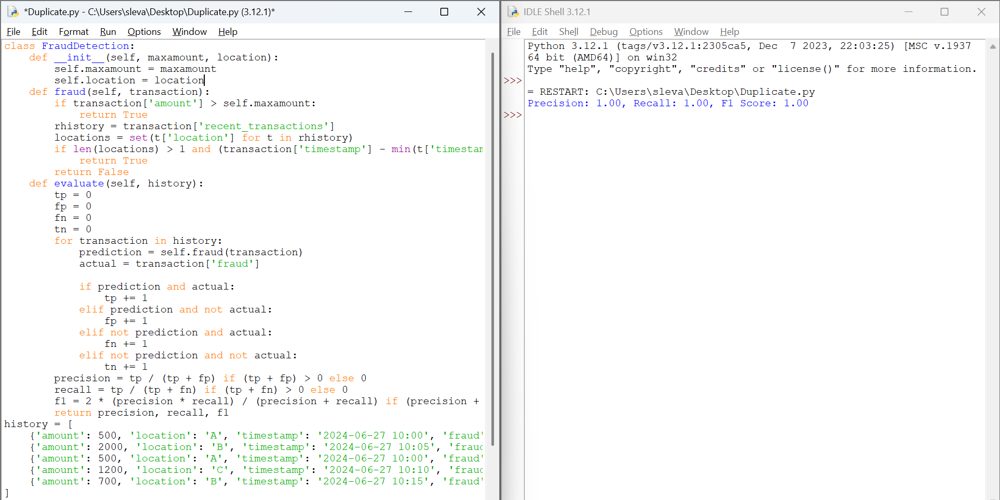 *Duplicate.py - C:\Users\sleva\Desktop\Duplicate.py (3.12.1)*
File Edit Format Run Options Window Help
class FraudDetection:
    def __init__(self, maxamount, location):
        self.maxamount = maxamount
        self.location = location
    def fraud(self, transaction):
        if transaction['amount'] > self.maxamount:
            return True
        rhistory = transaction['recent_transactions']
        locations = set(t['location'] for t in rhistory)
        if len(locations) > 1 and (transaction['timestamp'] - min(t['timestam
            return True
        return False
    def evaluate(self, history):
        tp = 0
        fp = 0
        fn = 0
        tn = 0
        for transaction in history:
            prediction = self.fraud(transaction)
            actual = transaction['fraud']

            if prediction and actual:
                tp += 1
            elif prediction and not actual:
                fp += 1
            elif not prediction and actual:
                fn += 1
            elif not prediction and not actual:
                tn += 1
        precision = tp / (tp + fp) if (tp + fp) > 0 else 0
        recall = tp / (tp + fn) if (tp + fn) > 0 else 0
        f1 = 2 * (precision * recall) / (precision + recall) if (precision +
        return precision, recall, f1
history = [
    {'amount': 500, 'location': 'A', 'timestamp': '2024-06-27 10:00', 'fraud'
    {'amount': 2000, 'location': 'B', 'timestamp': '2024-06-27 10:05', 'fraud
    {'amount': 500, 'location': 'A', 'timestamp': '2024-06-27 10:00', 'fraud'
    {'amount': 1200, 'location': 'C', 'timestamp': '2024-06-27 10:10', 'fraud
    {'amount': 700, 'location': 'B', 'timestamp': '2024-06-27 10:15', 'fraud'
]
IDLE Shell 3.12.1
File Edit Shell Debug Options Window Help
Python 3.12.1 (tags/v3.12.1:2305ca5, Dec  7 2023, 22:03:25) [MSC v.1937
64 bit (AMD64)] on win32
Type "help", "copyright", "credits" or "license()" for more information.
>>>
= RESTART: C:\Users\sleva\Desktop\Duplicate.py
Precision: 1.00, Recall: 1.00, F1 Score: 1.00
>>>